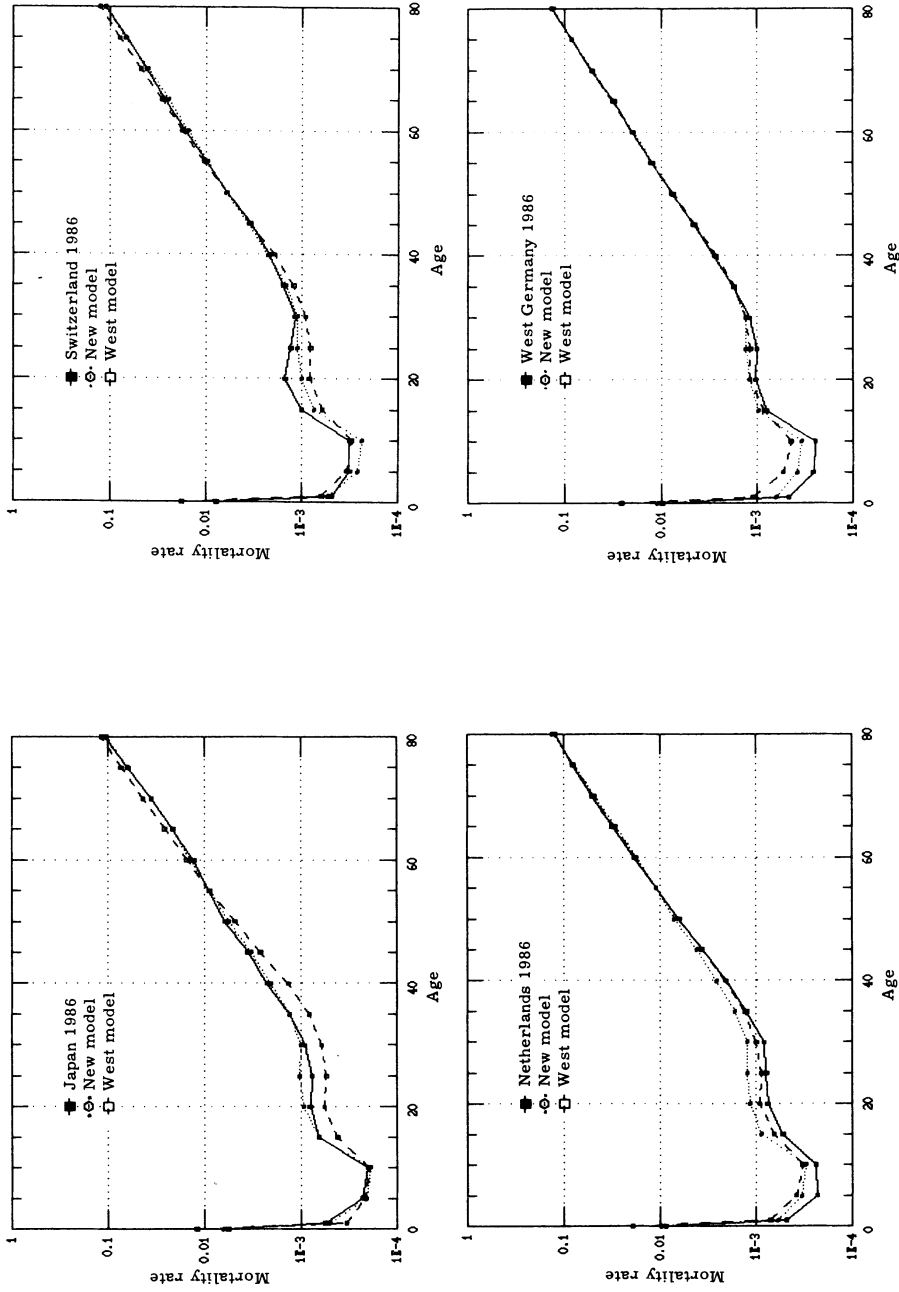 Mortality rate
1
0.1
0.01
1E-3
1E-4
Japan 1986
New model
West model
0
20
40
60
80
Age
Mortality rate
1
0.1
0.01
1E-3
1E-4
Switzerland 1986
New model
West model
0
20
40
60
80
Age
Mortality rate
1
0.1
0.01
1E-3
1E-4
Netherlands 1986
New model
West model
0
20
40
60
80
Age
Mortality rate
1
0.1
0.01
1E-3
1E-4
West Germany 1986
New model
West model
0
20
40
60
80
Age